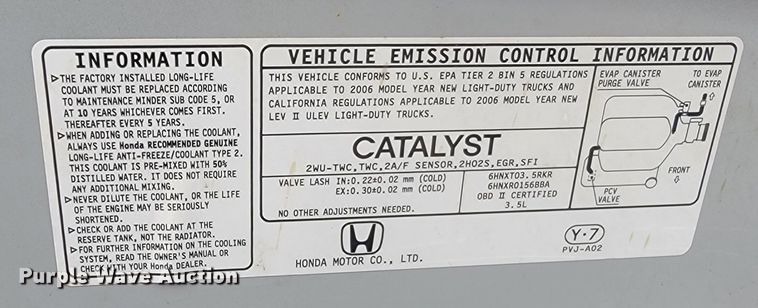 INFORMATION
▷THE FACTORY INSTALLED LONG-LIFE
COOLANT MUST BE REPLACED ACCORDING
TO MAINTENANCE MINDER SUB CODE 5, OR
AT 10 YEARS WHICHEVER COMES FIRST.
THEREAFTER EVERY 5 YEARS.
▷WHEN ADDING OR REPLACING THE COOLANT,
ALWAYS USE Honda RECOMMENDED GENUINE
LONG-LIFE ANTI-FREEZE/COOLANT TYPE 2.
THIS COOLANT IS PRE-MIXED WITH 50%
DISTILLED WATER. IT DOES NOT REQUIRE
ANY ADDITIONAL MIXING.
▷NEVER DILUTE THE COOLANT, OR THE LIFE
OF THE ENGINE MAY BE SERIOUSLY
SHORTENED.
▷CHECK OR ADD THE COOLANT AT THE
RESERVE TANK, NOT THE RADIATOR.
▷FOR FURTHER INFORMATION ON THE COOLING
SYSTEM, READ THE OWNER'S MANUAL OR
CHECK WITH YOUR Honda DEALER.
VEHICLE EMISSION CONTROL INFORMATION
THIS VEHICLE CONFORMS TO U.S. EPA TIER 2 BIN 5 REGULATIONS
APPLICABLE TO 2006 MODEL YEAR NEW LIGHT-DUTY TRUCKS AND
CALIFORNIA REGULATIONS APPLICABLE TO 2006 MODEL YEAR NEW
LEV II ULEV LIGHT-DUTY TRUCKS.
CATALYST
2WU-TWC,TWC,2A/F SENSOR,2HO2S,EGR,SFI
VALVE LASH IN:0.22±0.02 mm (COLD)
EX:0.30±0.02 mm (COLD)
NO OTHER ADJUSTMENTS NEEDED.
6HNXT03.5RKR
6HNXR0156BBA
OBD II CERTIFIED
3.5L
HONDA MOTOR CO., LTD.
EVAP CANISTER
PURGE VALVE
TO EVAP
CANISTER
FRONT
PCV
VALVE
Y-7
PVJ-A02
Purple Wave Auction